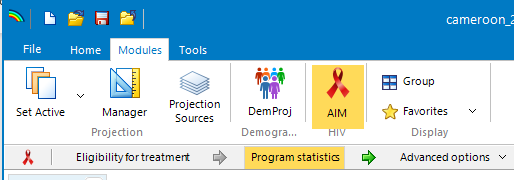 cameroon_2
File Home Modules Tools
Set Active Manager Projection Sources DemProj AIM Group
Favorites
Projection Demogra... HIV Display
Eligibility for treatment Program statistics Advanced options